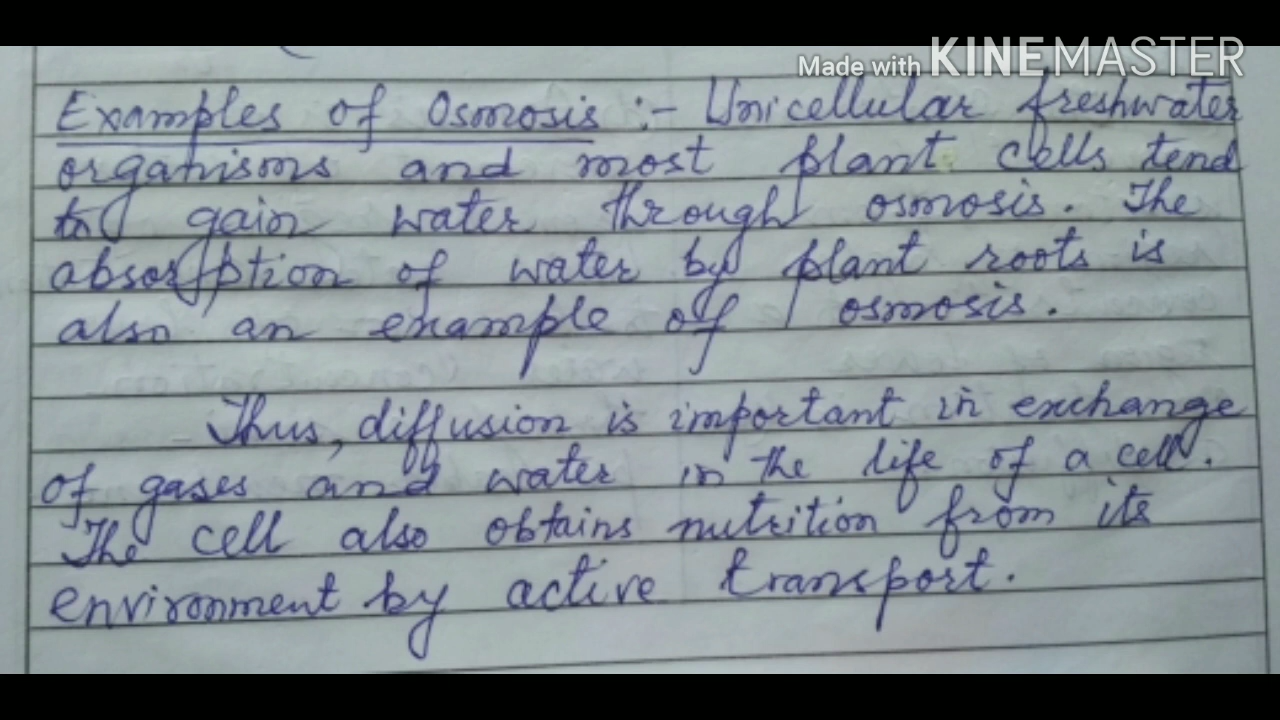 Made with KINEMASTER
Examples of Osmosis :- Unicellular freshwater
organisms and most plant cells tend
to gain water through osmosis. The
absorption of water by plant roots is
also an example of osmosis.
Thus, diffusion is important in exchange
of gases and water in the life of a cell.
The cell also obtains nutrition from its
environment by active transport.